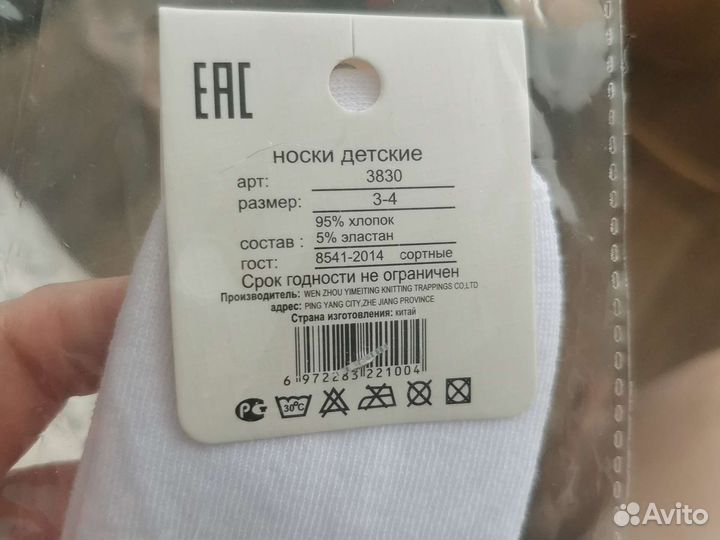 EAC
носки детские
арт: 3830
размер: 3-4
95% хлопок
состав : 5% эластан
гост: 8541-2014 сортные
Срок годности не ограничен
Производитель: WEN ZHOU YIMEITING KNITTING TRAPPINGS CO,LTD
адрес: PING YANG CITY,ZHE JIANG PROVINCE
Страна изготовления: китай
6 972283 221004
РС 30°C
Avito